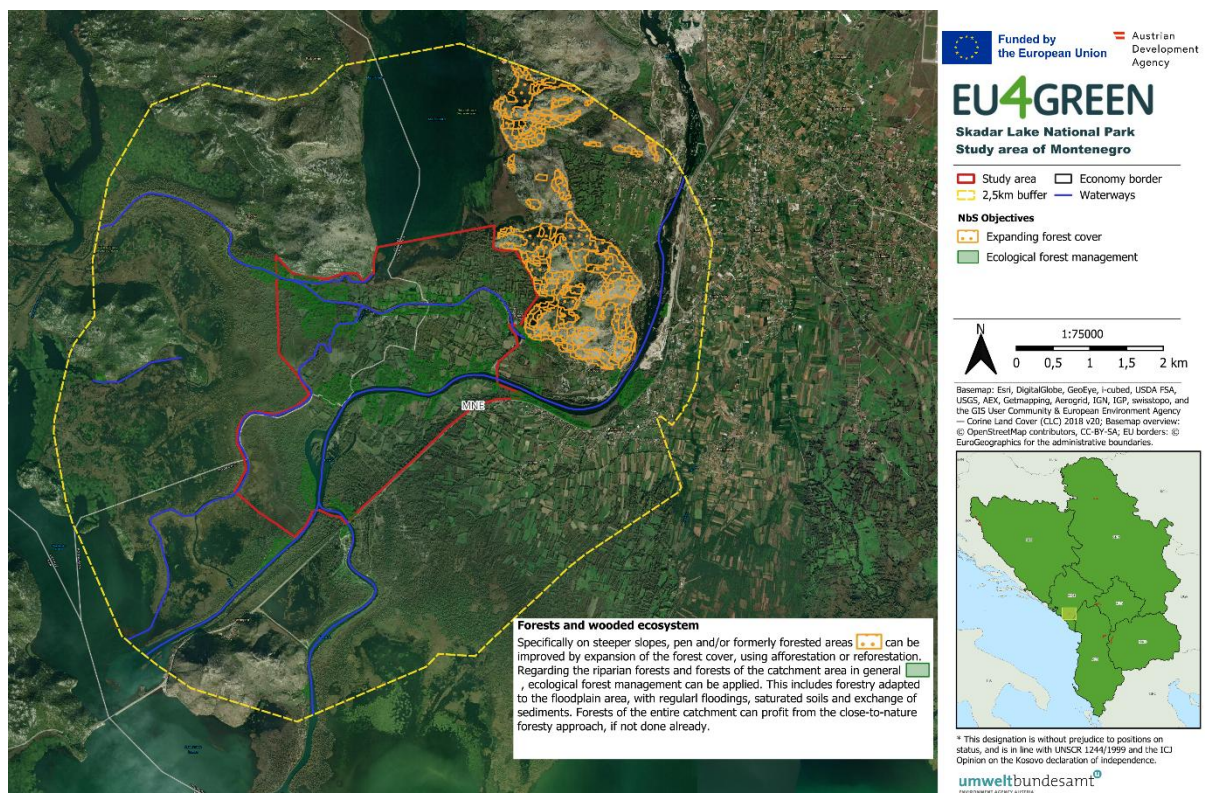 Funded by
the European Union
Austrian
Development
Agency
EU4GREEN
Skadar Lake National Park
Study area of Montenegro
Study area
Economy border
2,5km buffer
Waterways
NbS Objectives
Expanding forest cover
Ecological forest management
N
1:75000
0 0,5 1 1,5 2 km
Basemap: Esri, DigitalGlobe, GeoEye, i-cubed, USDA FSA,
USGS, AEX, Getmapping, Aerogrid, IGN, IGP, swisstopo, and
the GIS User Community & European Environment Agency
— Corine Land Cover (CLC) 2018 v20; Basemap overview:
© OpenStreetMap contributors, CC-BY-SA; EU borders: ©
EuroGeographics for the administrative boundaries.
MNE
Forests and wooded ecosystem
Specifically on steeper slopes, pen and/or formerly forested areas can be
improved by expansion of the forest cover, using afforestation or reforestation.
Regarding the riparian forests and forests of the catchment area in general
, ecological forest management can be applied. This includes forestry adapted
to the floodplain area, with regularl floodings, saturated soils and exchange of
sediments. Forests of the entire catchment can profit from the close-to-nature
foresty approach, if not done already.
* This designation is without prejudice to positions on
status, and is in line with UNSCR 1244/1999 and the ICJ
Opinion on the Kosovo declaration of independence.
umweltbundesamt
ENVIRONMENT AGENCY AUSTRIA